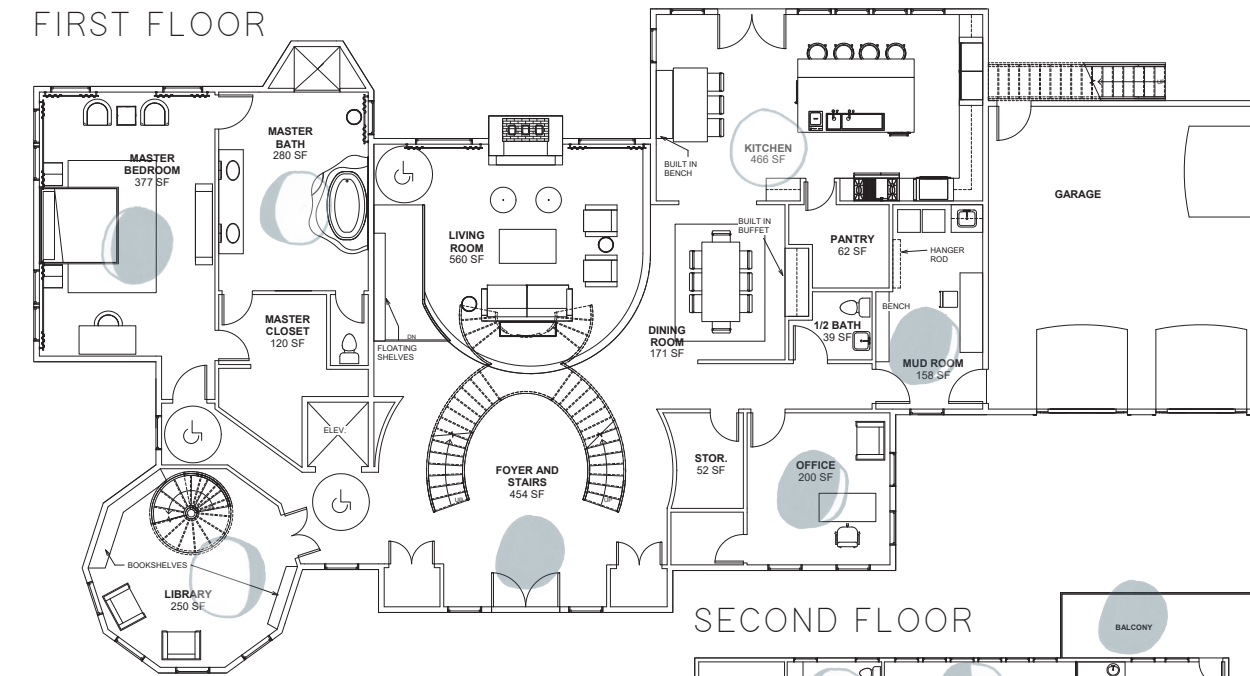 FIRST FLOOR
MASTER
BATH
280 SF
MASTER
BEDROOM
377 SF
KITCHEN
466 SF
BUILT IN
BENCH
GARAGE
LIVING
ROOM
560 SF
BUILT IN
BUFFET
PANTRY
62 SF
HANGER
ROD
BENCH
MASTER
CLOSET
120 SF
DN
FLOATING
SHELVES
DINING
ROOM
171 SF
1/2 BATH
39 SF
MUD ROOM
158 SF
ELEV.
FOYER AND
STAIRS
454 SF
UP
UP
STOR.
52 SF
OFFICE
200 SF
BOOKSHELVES
LIBRARY
250 SF
SECOND FLOOR
BALCONY